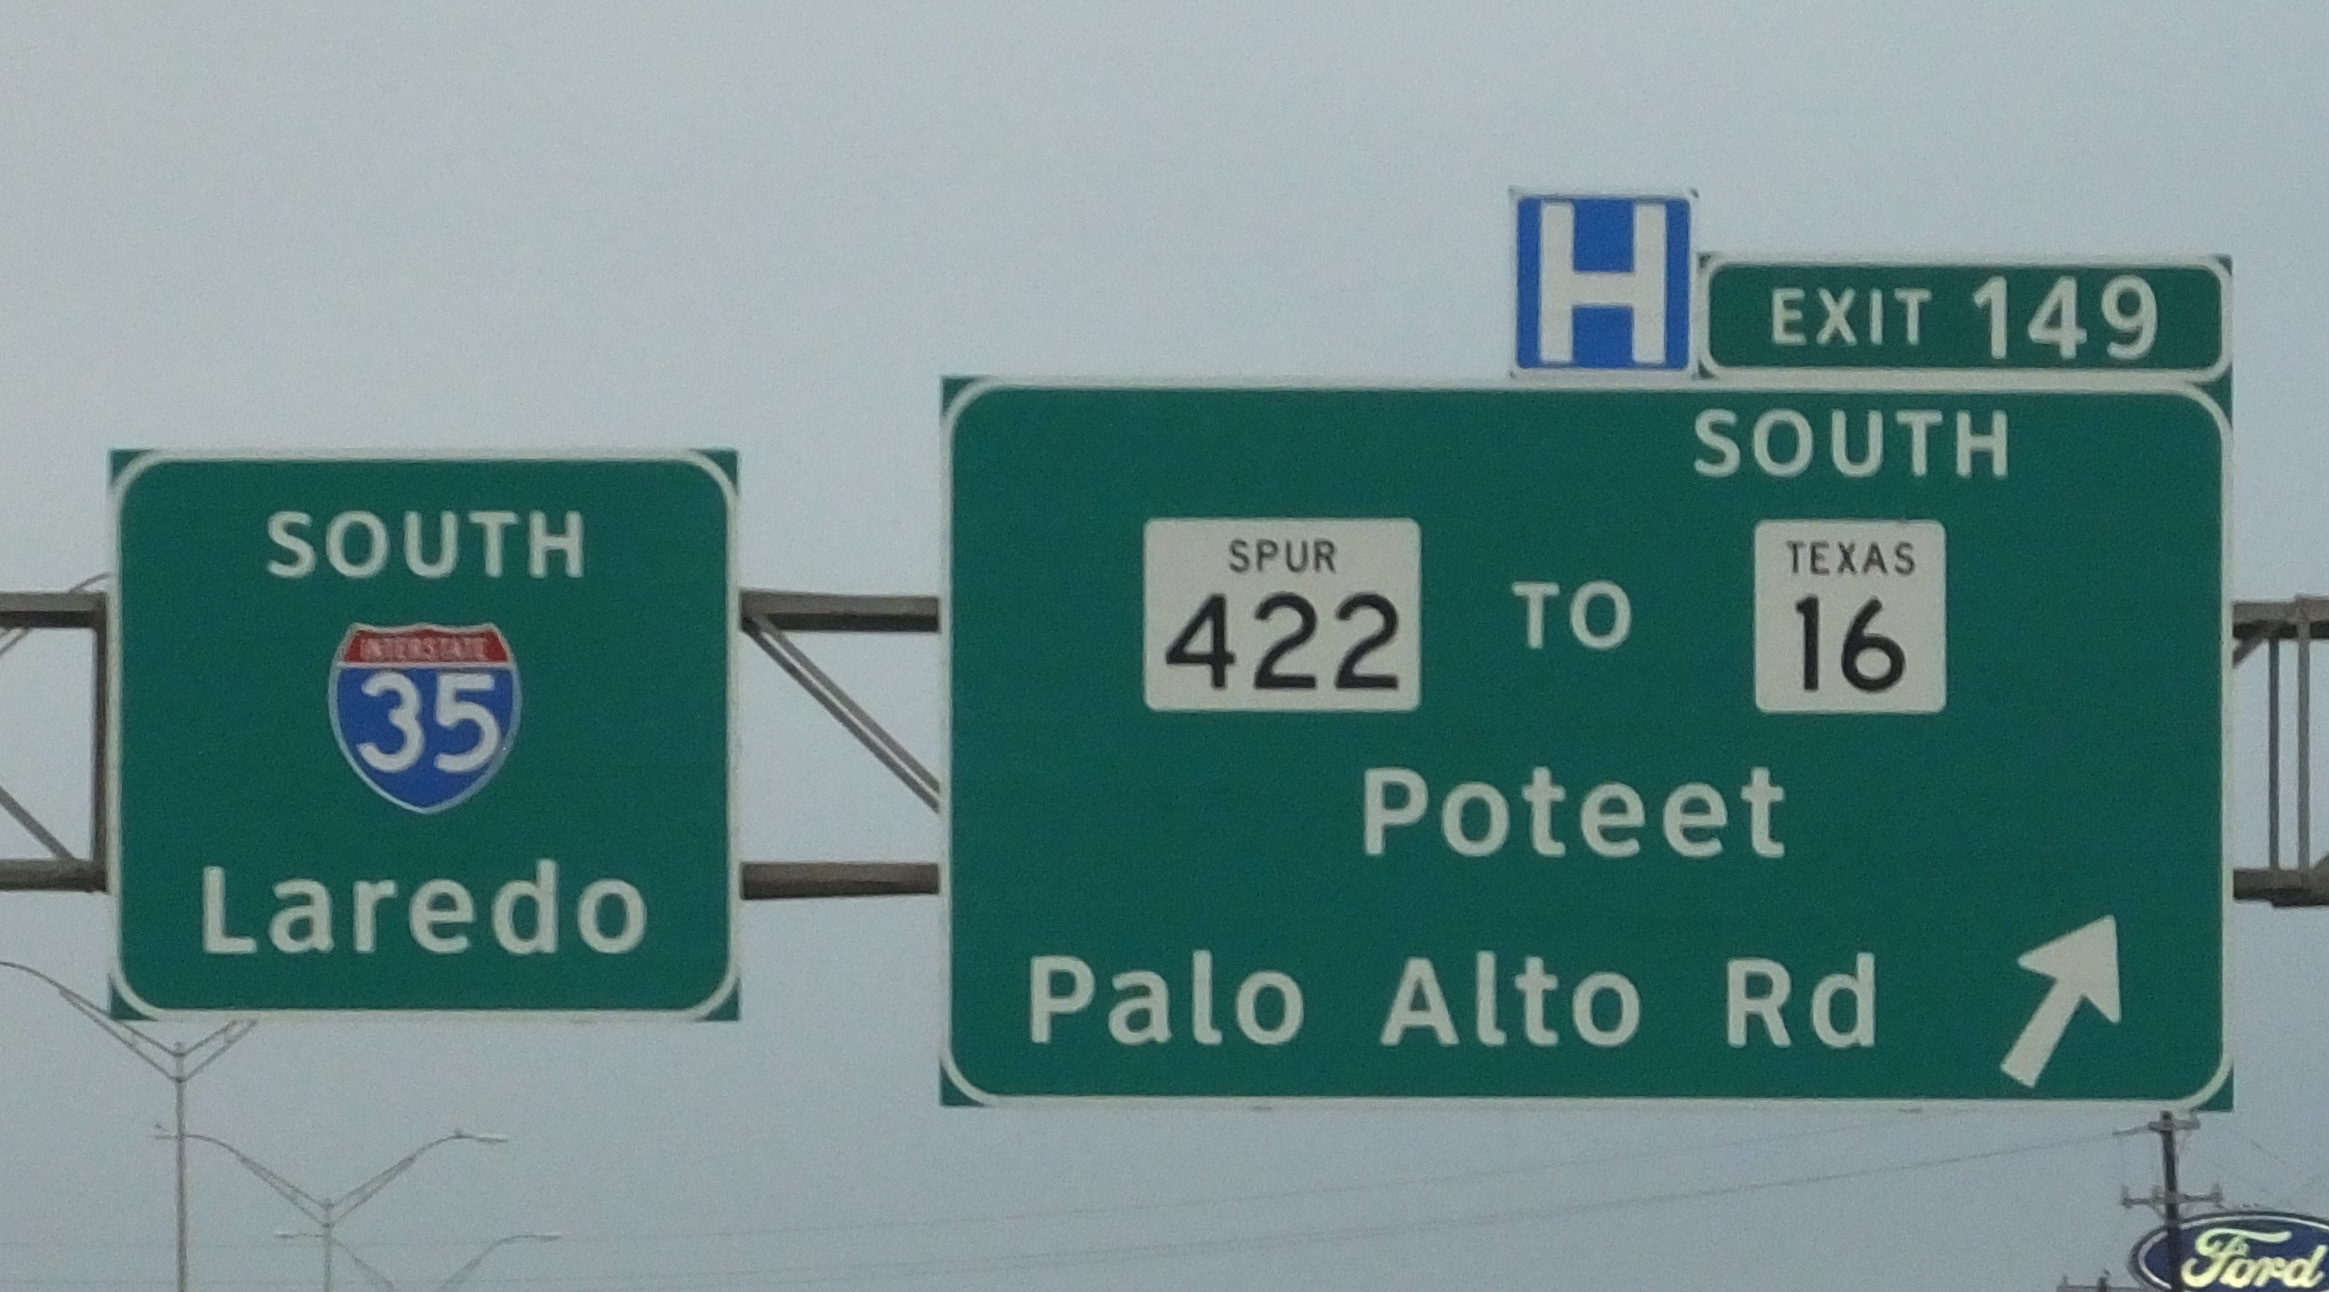 SOUTH
INTERSTATE
35
Laredo
H
EXIT 149
SOUTH
SPUR
422
TO
TEXAS
16
Poteet
Palo Alto Rd
Ford